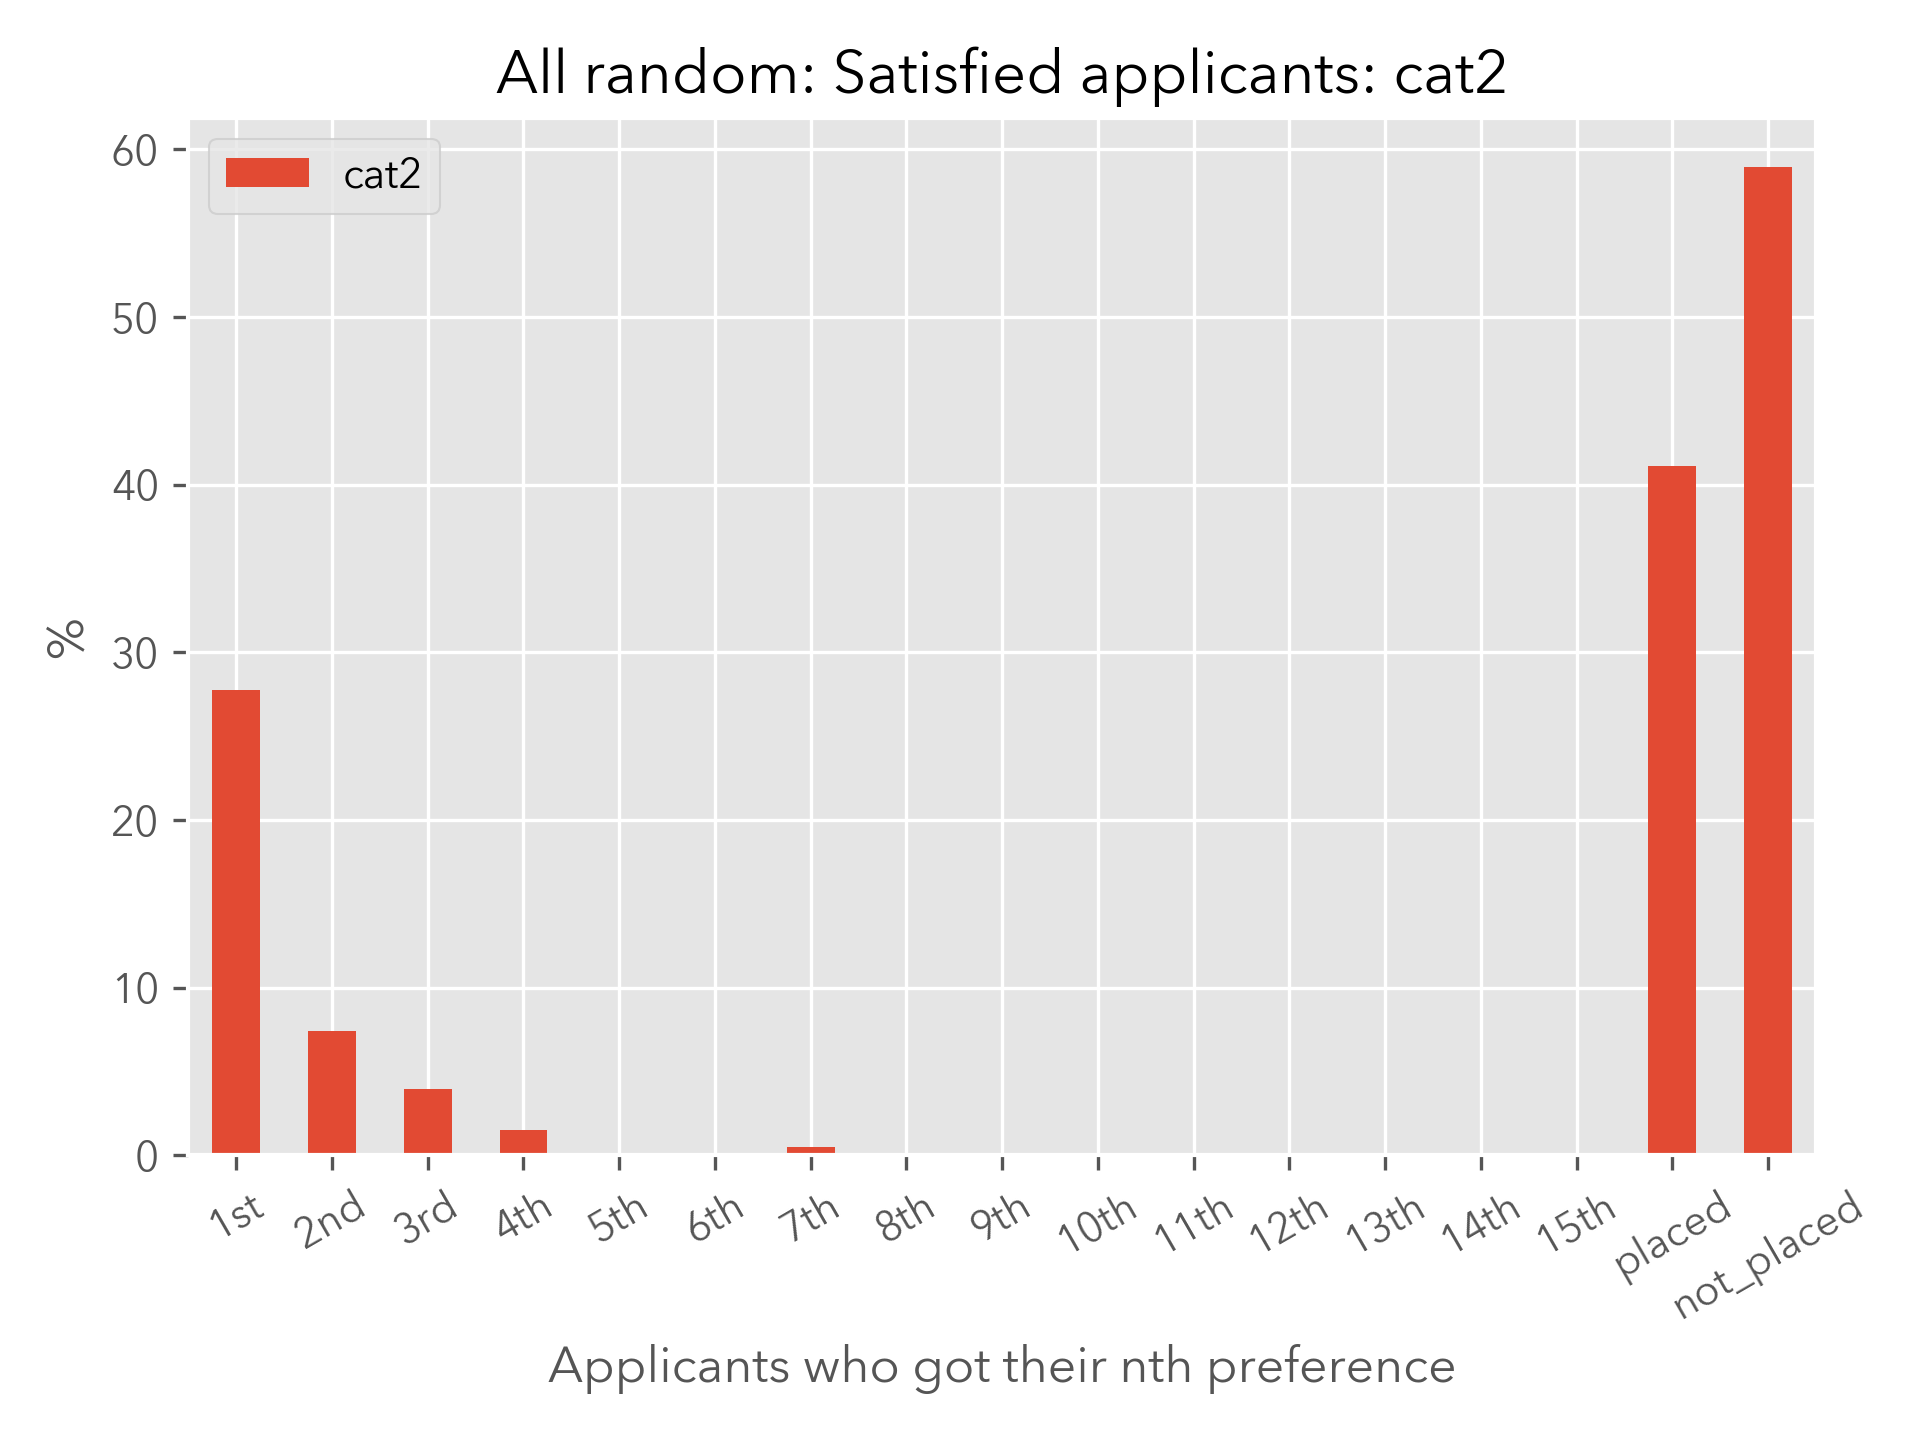 All random: Satisfied applicants: cat2
cat2
60
50
40
30
20
10
0
%
1st
2nd
3rd
4th
5th
6th
7th
8th
9th
10th
11th
12th
13th
14th
15th
placed
not_placed
Applicants who got their nth preference